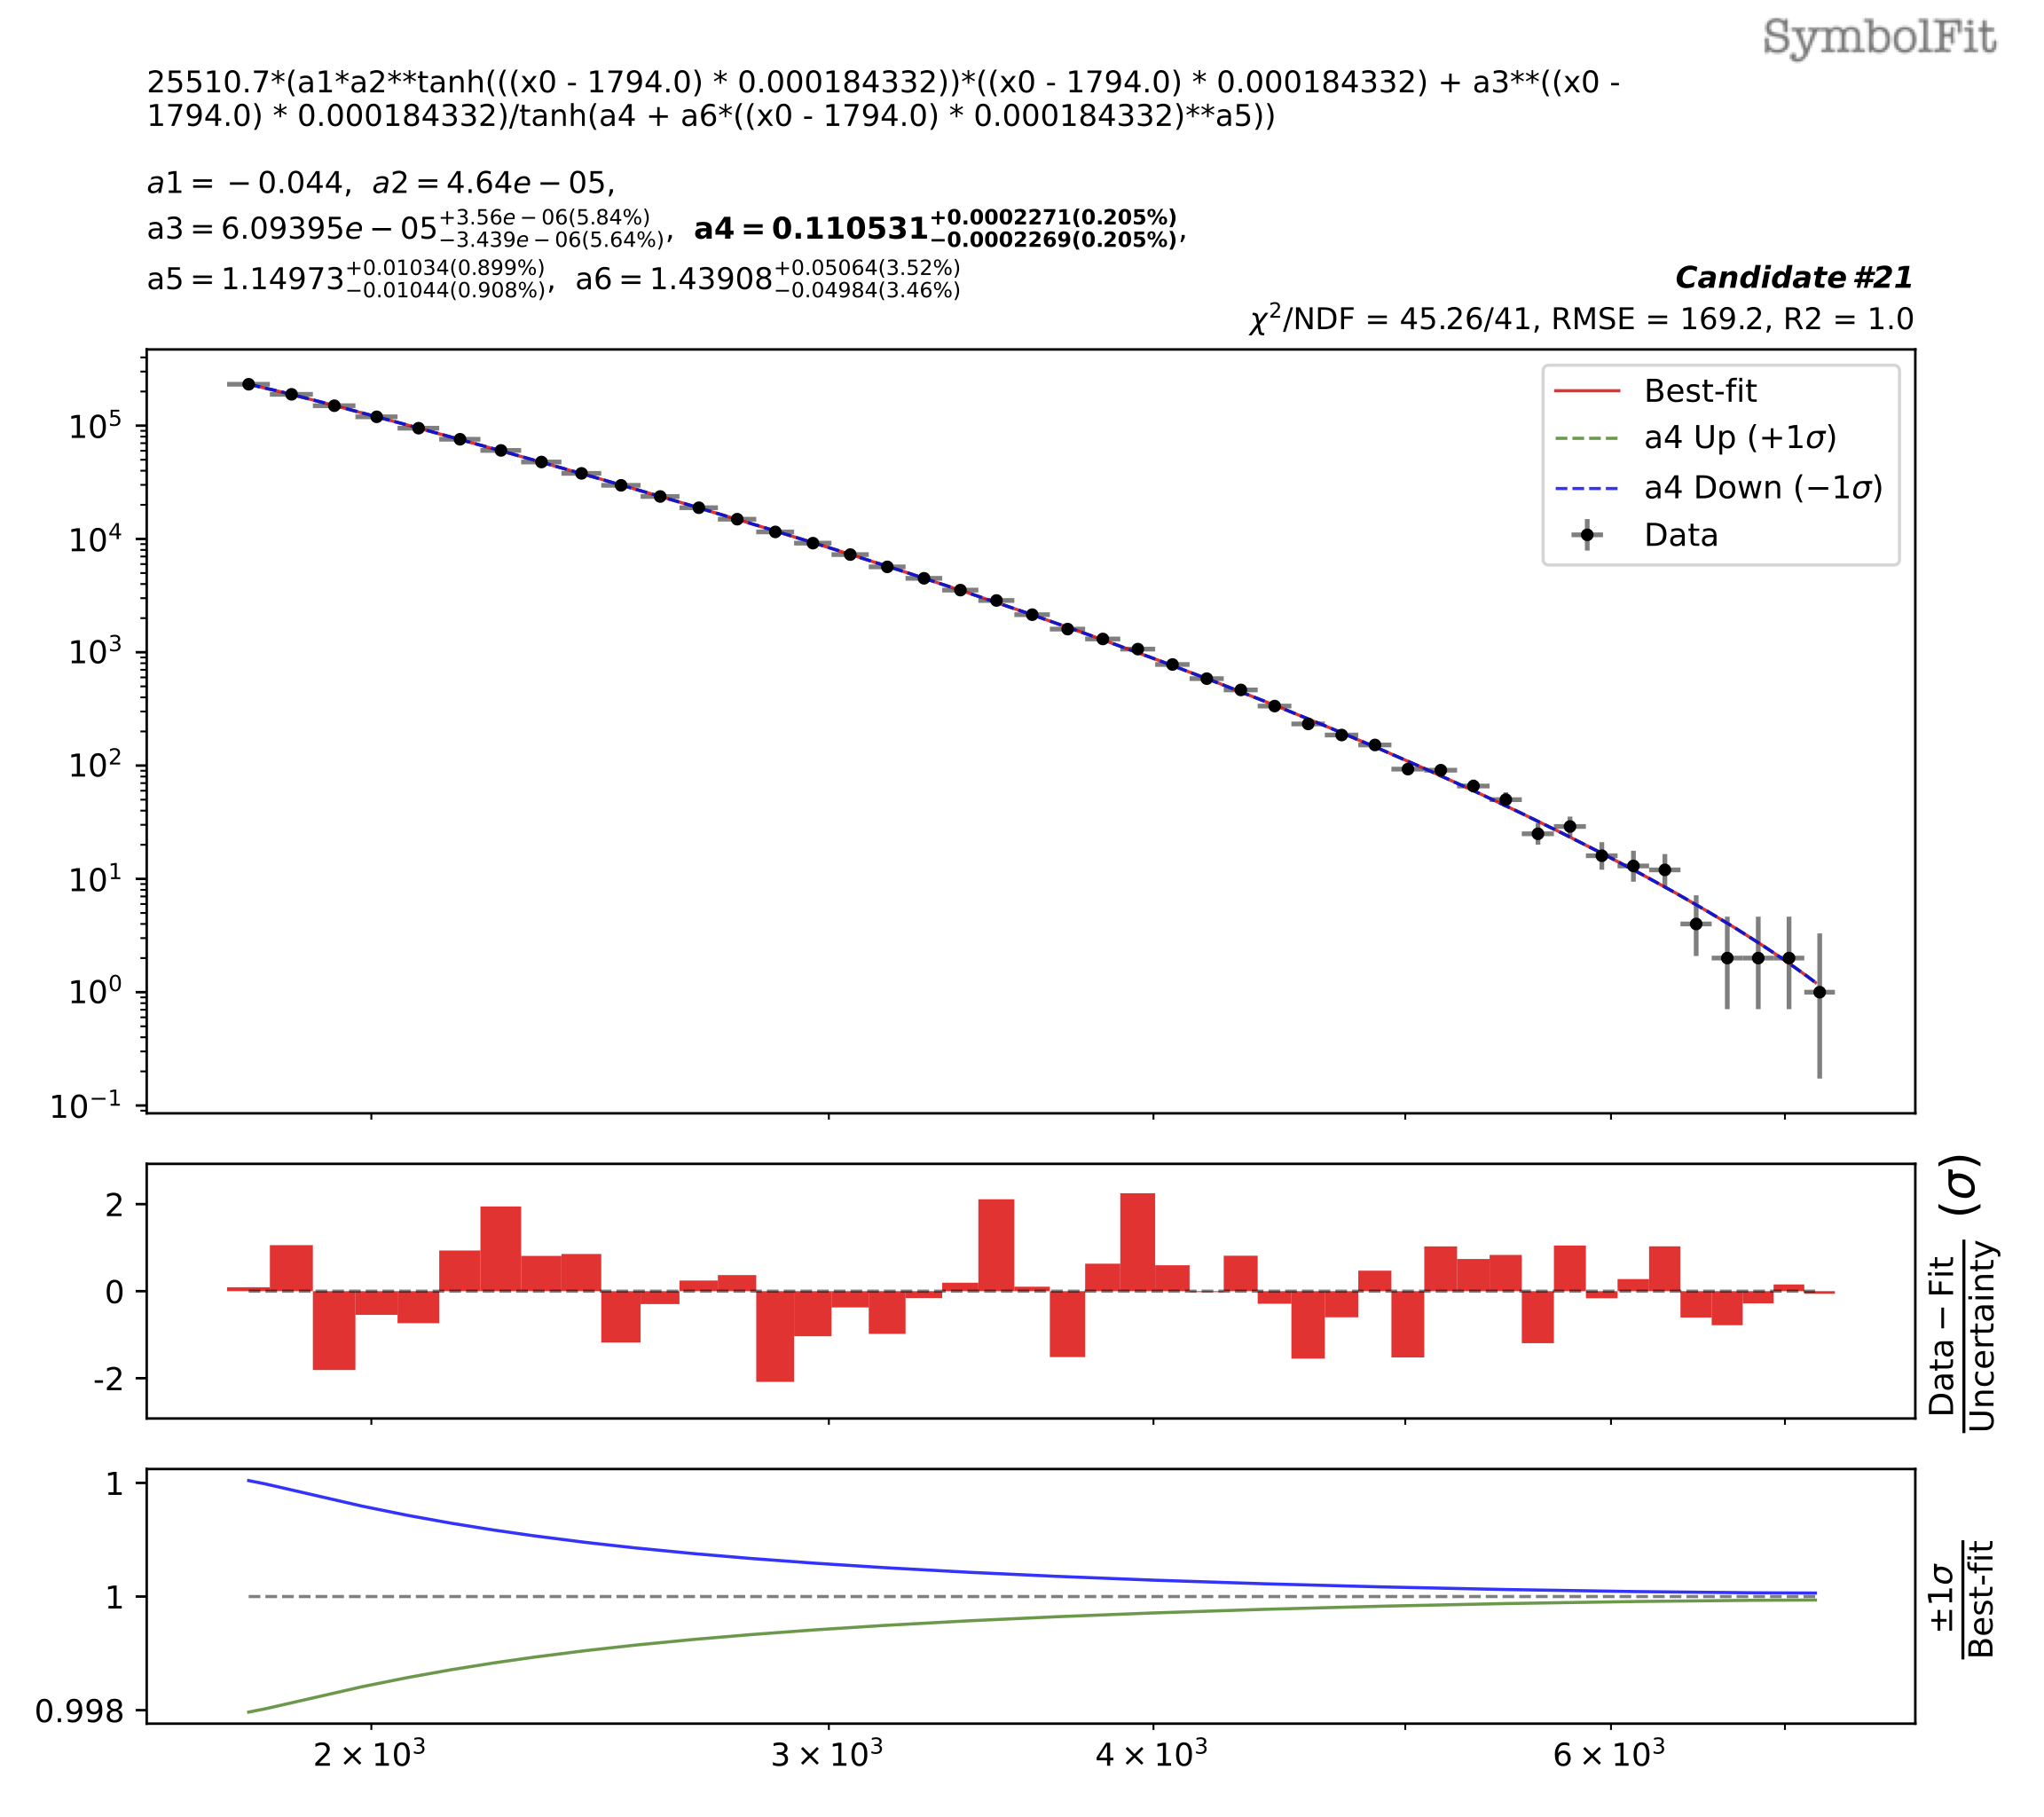 SymbolFit
25510.7*(a1*a2**tanh(((x0 - 1794.0) * 0.000184332))*((x0 - 1794.0) * 0.000184332) + a3**((x0 -
1794.0) * 0.000184332)/tanh(a4 + a6*((x0 - 1794.0) * 0.000184332)**a5))
a1 = −0.044, a2 = 4.64e − 05,
a3 = 6.09395e − 05 +3.56e − 06(5.84%) −3.439e − 06(5.64%), a4 = 0.110531 +0.0002271(0.205%) −0.0002269(0.205%),
a5 = 1.14973 +0.01034(0.899%) −0.01044(0.908%), a6 = 1.43908 +0.05064(3.52%) −0.04984(3.46%)
Candidate #21
χ²/NDF = 45.26/41, RMSE = 169.2, R2 = 1.0
Best-fit
a4 Up (+1σ)
a4 Down (−1σ)
Data
10⁵
10⁴
10³
10²
10¹
10⁰
10⁻¹
2
0
-2
Data − Fit
Uncertainty
(σ)
1
1
0.998
±1σ
Best-fit
2 × 10³
3 × 10³
4 × 10³
6 × 10³